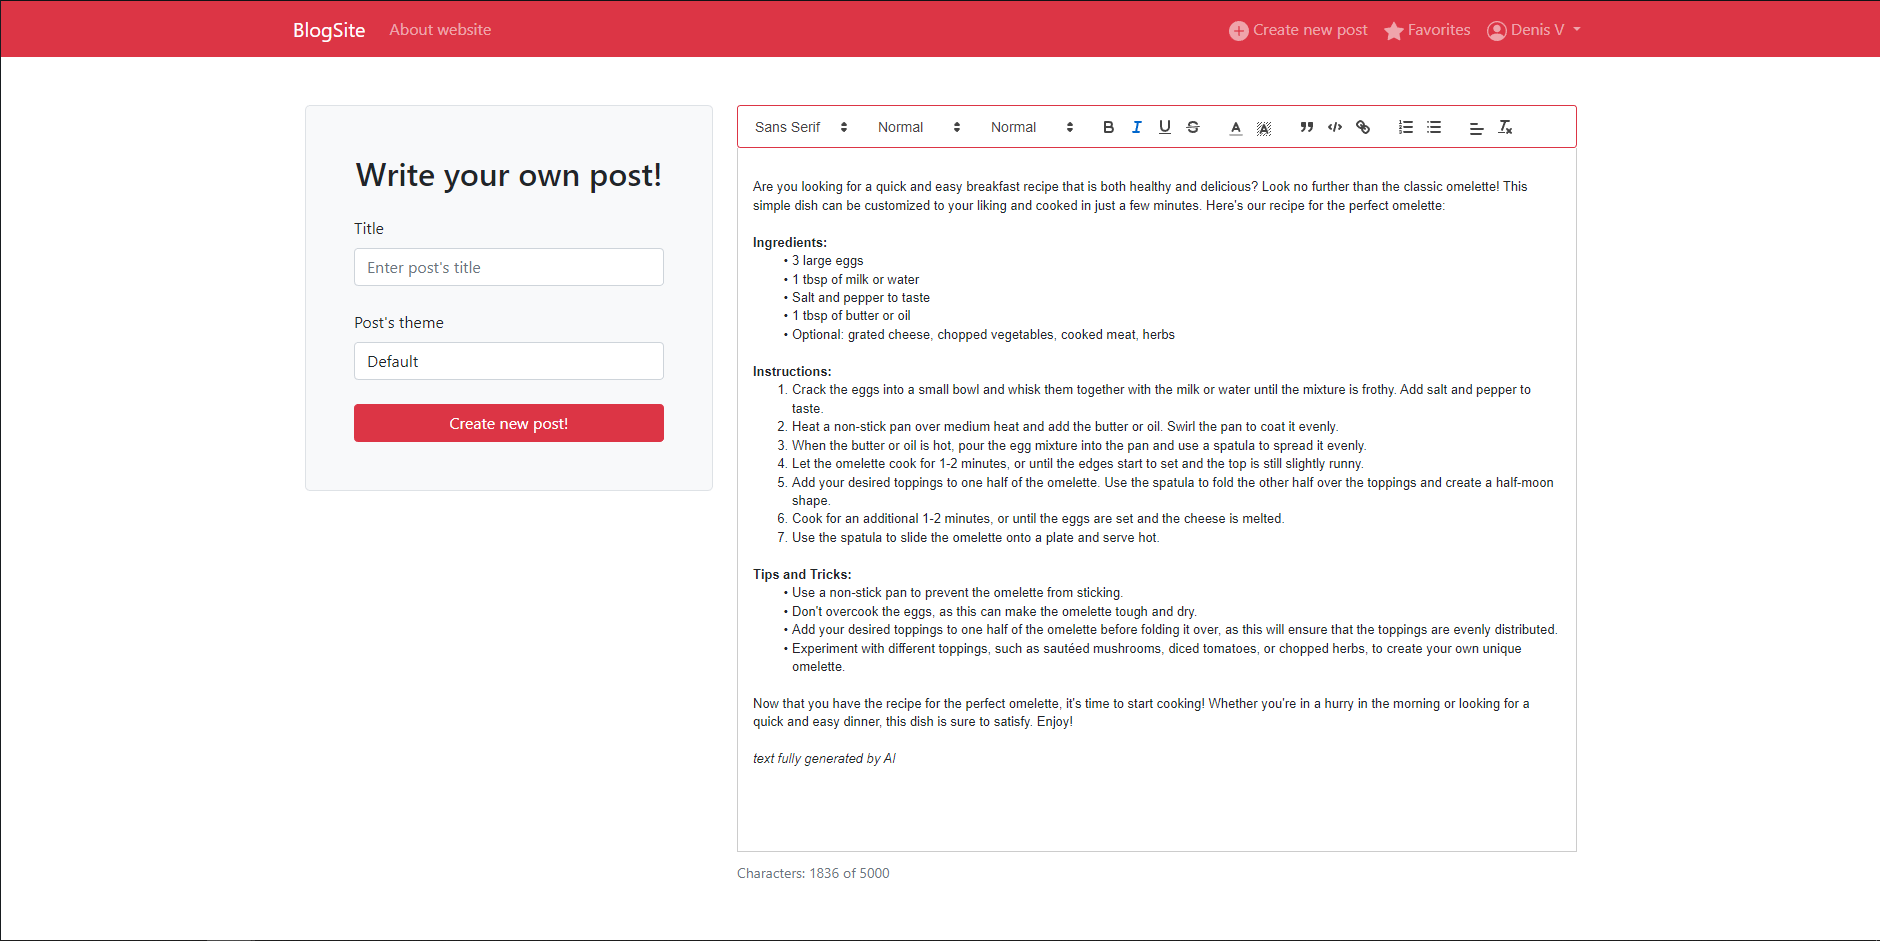 BlogSite About website Create new post Favorites Denis V
Write your own post!
Title
Enter post's title
Post's theme
Default
Create new post!
Sans Serif Normal Normal B I U S A A
Are you looking for a quick and easy breakfast recipe that is both healthy and delicious? Look no further than the classic omelette! This
simple dish can be customized to your liking and cooked in just a few minutes. Here's our recipe for the perfect omelette:
Ingredients:
• 3 large eggs
• 1 tbsp of milk or water
• Salt and pepper to taste
• 1 tbsp of butter or oil
• Optional: grated cheese, chopped vegetables, cooked meat, herbs
Instructions:
1. Crack the eggs into a small bowl and whisk them together with the milk or water until the mixture is frothy. Add salt and pepper to
taste.
2. Heat a non-stick pan over medium heat and add the butter or oil. Swirl the pan to coat it evenly.
3. When the butter or oil is hot, pour the egg mixture into the pan and use a spatula to spread it evenly.
4. Let the omelette cook for 1-2 minutes, or until the edges start to set and the top is still slightly runny.
5. Add your desired toppings to one half of the omelette. Use the spatula to fold the other half over the toppings and create a half-moon
shape.
6. Cook for an additional 1-2 minutes, or until the eggs are set and the cheese is melted.
7. Use the spatula to slide the omelette onto a plate and serve hot.
Tips and Tricks:
• Use a non-stick pan to prevent the omelette from sticking.
• Don't overcook the eggs, as this can make the omelette tough and dry.
• Add your desired toppings to one half of the omelette before folding it over, as this will ensure that the toppings are evenly distributed.
• Experiment with different toppings, such as sautéed mushrooms, diced tomatoes, or chopped herbs, to create your own unique
omelette.
Now that you have the recipe for the perfect omelette, it's time to start cooking! Whether you're in a hurry in the morning or looking for a
quick and easy dinner, this dish is sure to satisfy. Enjoy!
text fully generated by AI
Characters: 1836 of 5000